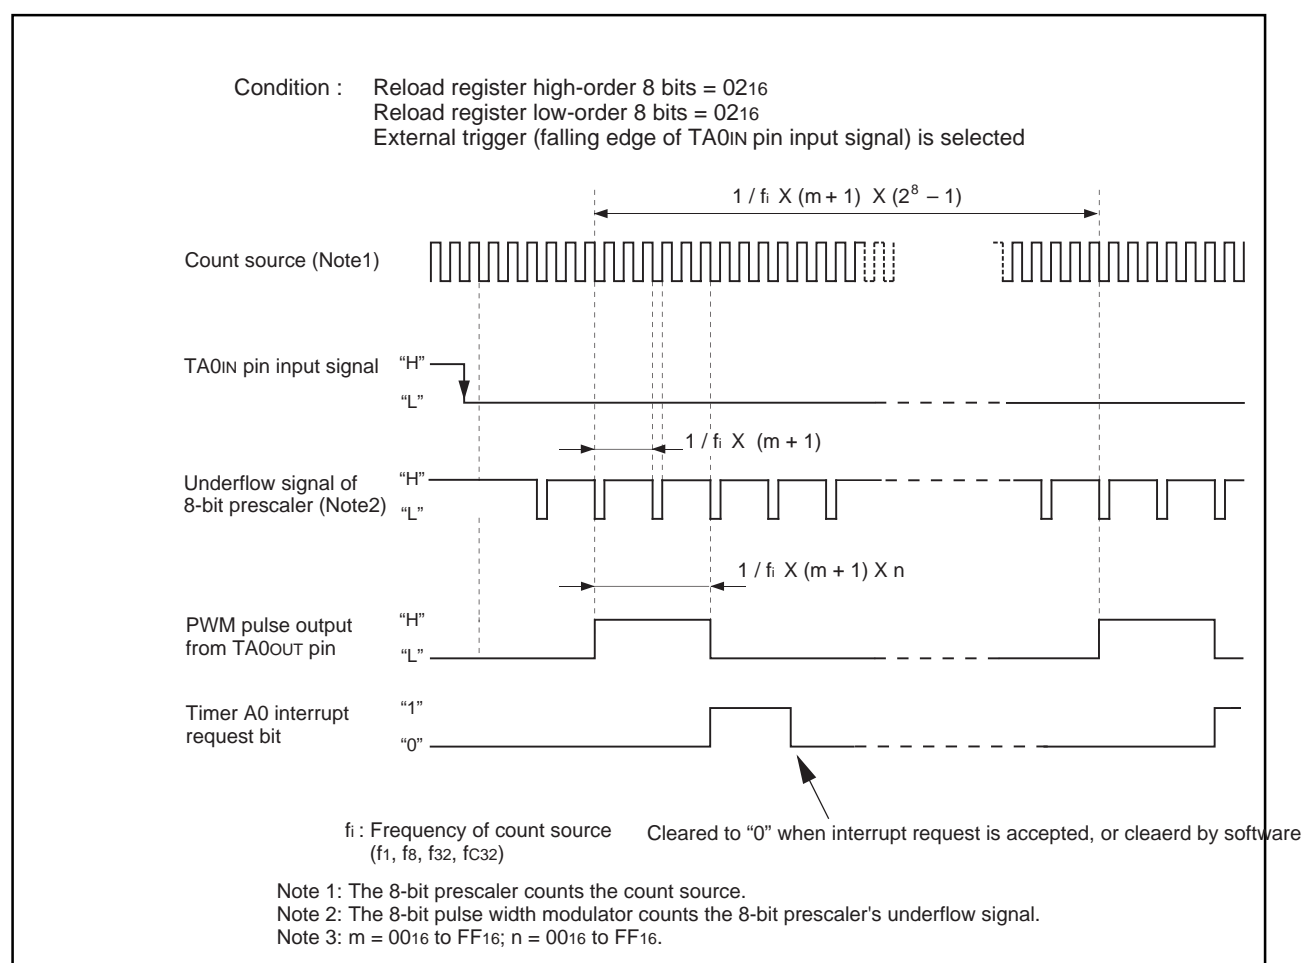 Condition : Reload register high-order 8 bits = 0216
Reload register low-order 8 bits = 0216
External trigger (falling edge of TA0IN pin input signal) is selected
1 / fi X (m + 1) X (2⁸ – 1)
Count source (Note1)
TA0IN pin input signal
“H”
“L”
1 / fi X (m + 1)
Underflow signal of
8-bit prescaler (Note2)
“H”
“L”
1 / fi X (m + 1) X n
PWM pulse output
from TA0OUT pin
“H”
“L”
Timer A0 interrupt
request bit
“1”
“0”
fi : Frequency of count source
(f1, f8, f32, fC32)
Cleared to “0” when interrupt request is accepted, or cleaerd by software
Note 1: The 8-bit prescaler counts the count source.
Note 2: The 8-bit pulse width modulator counts the 8-bit prescaler's underflow signal.
Note 3: m = 0016 to FF16; n = 0016 to FF16.